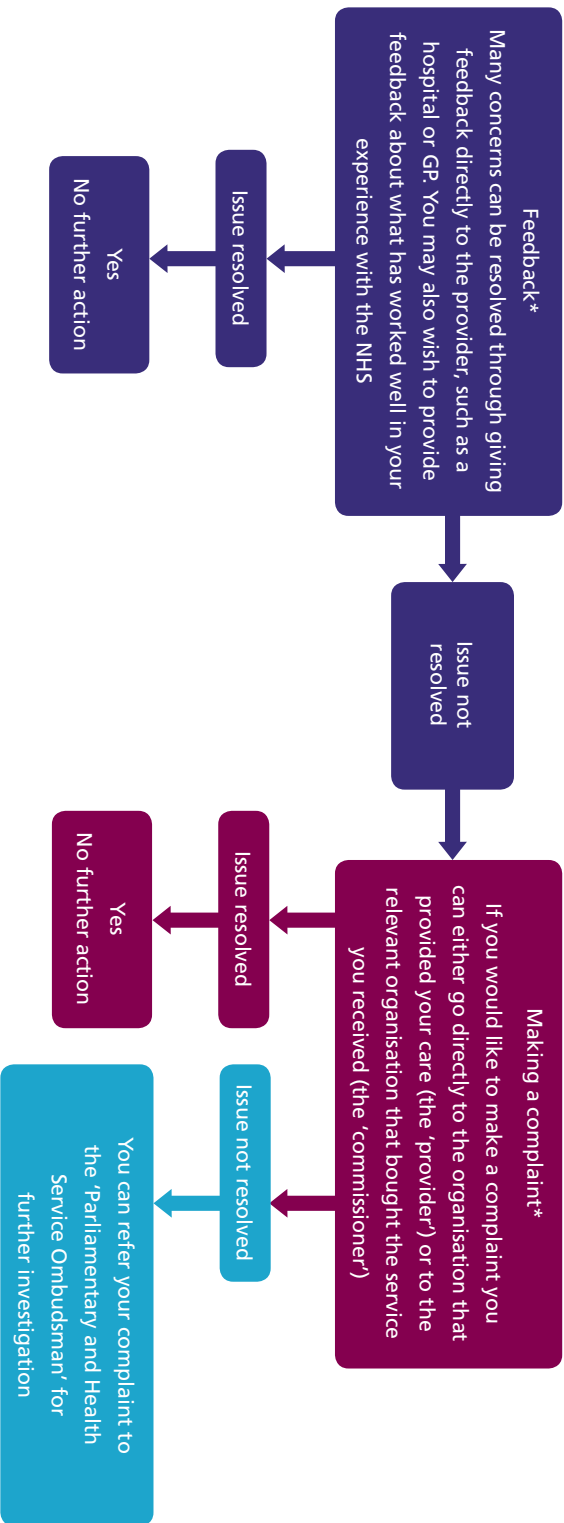 Feedback*
Many concerns can be resolved through giving
feedback directly to the provider, such as a
hospital or GP. You may also wish to provide
feedback about what has worked well in your
experience with the NHS
Issue resolved
Yes
No further action
Issue not
resolved
Making a complaint*
If you would like to make a complaint you
can either go directly to the organisation that
provided your care (the ‘provider’) or to the
relevant organisation that bought the service
you received (the ‘commissioner’)
Issue resolved
Yes
No further action
Issue not resolved
You can refer your complaint to
the ‘Parliamentary and Health
Service Ombudsman’ for
further investigation